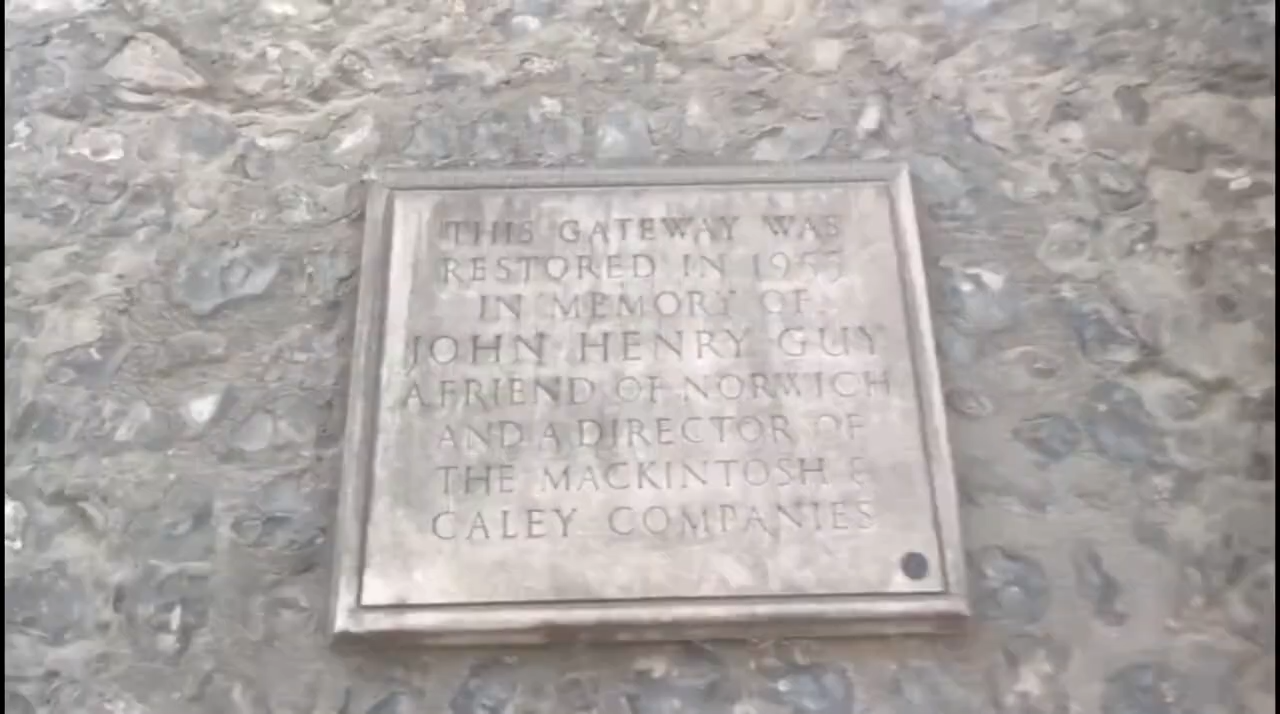 THIS GATEWAY WAS
RESTORED IN
IN MEMORY OF
JOHN HENRY GUY
A FRIEND OF NORWICH
AND A DIRECTOR OF
THE MACKINTOSH &
CALEY COMPANIES